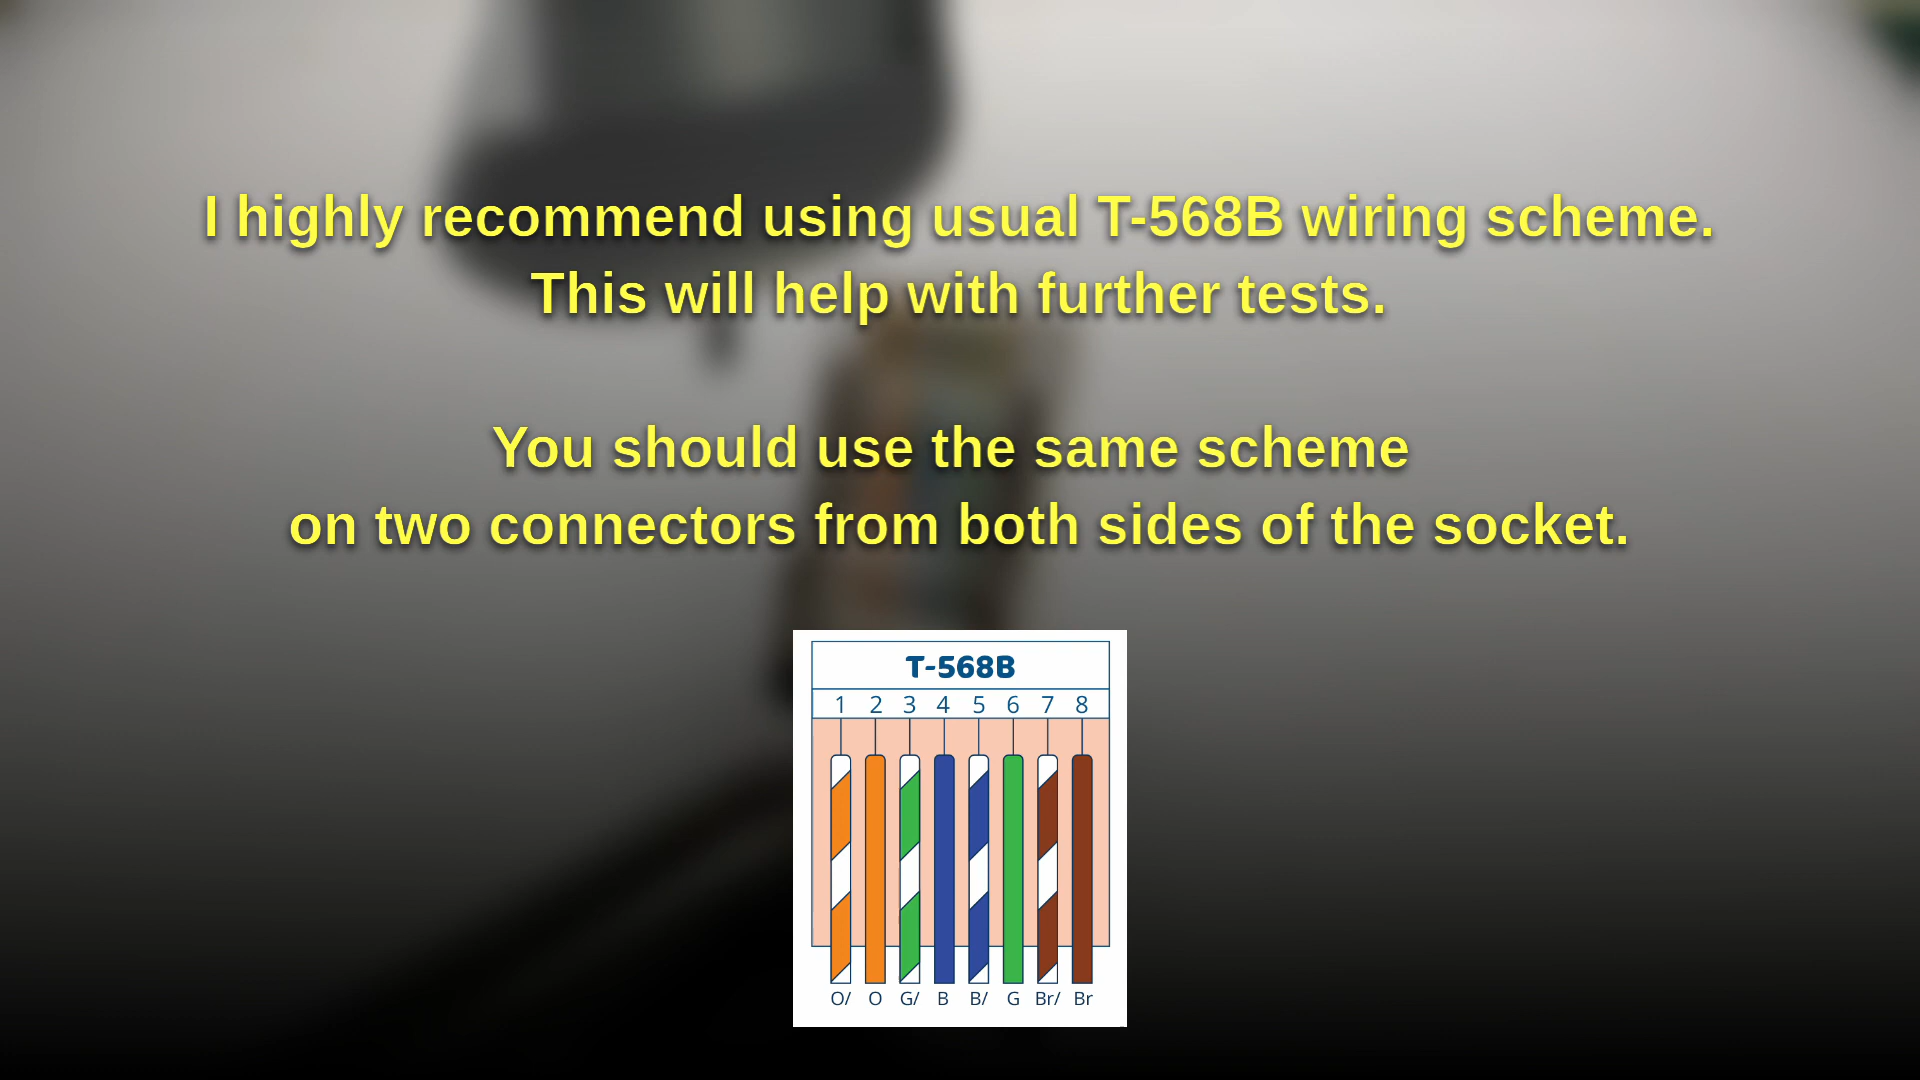 I highly recommend using usual T-568B wiring scheme.
This will help with further tests.
You should use the same scheme
on two connectors from both sides of the socket.
T-568B
1 2 3 4 5 6 7 8
O/ O G/ B B/ G Br/ Br